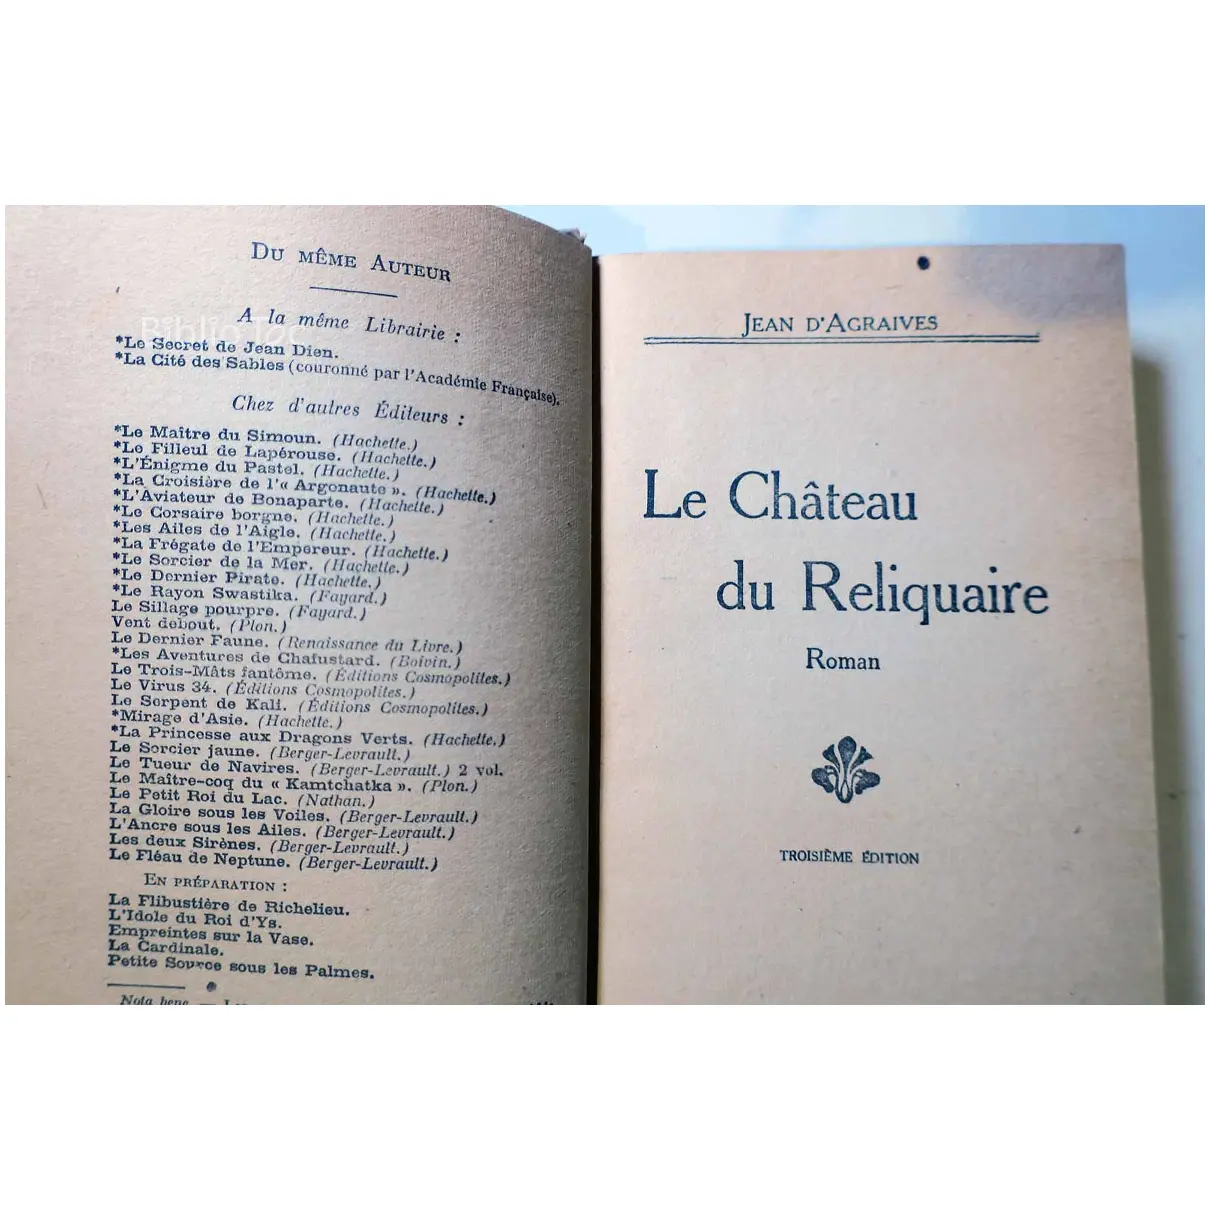 DU MÊME AUTEUR
A la même Librairie :
*Le Secret de Jean Dien.
*La Cité des Sables (couronné par l'Académie Française).
Chez d'autres Éditeurs :
*Le Maître du Simoun. (Hachette.)
*Le Filleul de Lapérouse. (Hachette.)
*L'Énigme du Pastel. (Hachette.)
*La Croisière de l'« Argonaute ». (Hachette.)
*L'Aviateur de Bonaparte. (Hachette.)
*Le Corsaire borgne. (Hachette.)
*Les Ailes de l'Aigle. (Hachette.)
*La Frégate de l'Empereur. (Hachette.)
*Le Sorcier de la Mer. (Hachette.)
*Le Dernier Pirate. (Hachette.)
*Le Rayon Swastika. (Fayard.)
Le Sillage pourpre. (Fayard.)
Vent debout. (Plon.)
Le Dernier Faune. (Renaissance du Livre.)
*Les Aventures de Chafustard. (Boivin.)
Le Trois-Mâts fantôme. (Éditions Cosmopolites.)
Le Virus 34. (Éditions Cosmopolites.)
Le Serpent de Kali. (Éditions Cosmopolites.)
*Mirage d'Asie. (Hachette.)
*La Princesse aux Dragons Verts. (Hachette.)
Le Sorcier jaune. (Berger-Levrault.)
Le Tueur de Navires. (Berger-Levrault.) 2 vol.
Le Maître-coq du « Kamtchatka ». (Plon.)
Le Petit Roi du Lac. (Nathan.)
La Gloire sous les Voiles. (Berger-Levrault.)
L'Ancre sous les Ailes. (Berger-Levrault.)
Les deux Sirènes. (Berger-Levrault.)
Le Fléau de Neptune. (Berger-Levrault.)
EN PRÉPARATION :
La Flibustière de Richelieu.
L'Idole du Roi d'Ys.
Empreintes sur la Vase.
La Cardinale.
Petite Source sous les Palmes.
Nota bene. —
JEAN D'AGRAIVES
Le Château
du Reliquaire
Roman
TROISIÈME ÉDITION